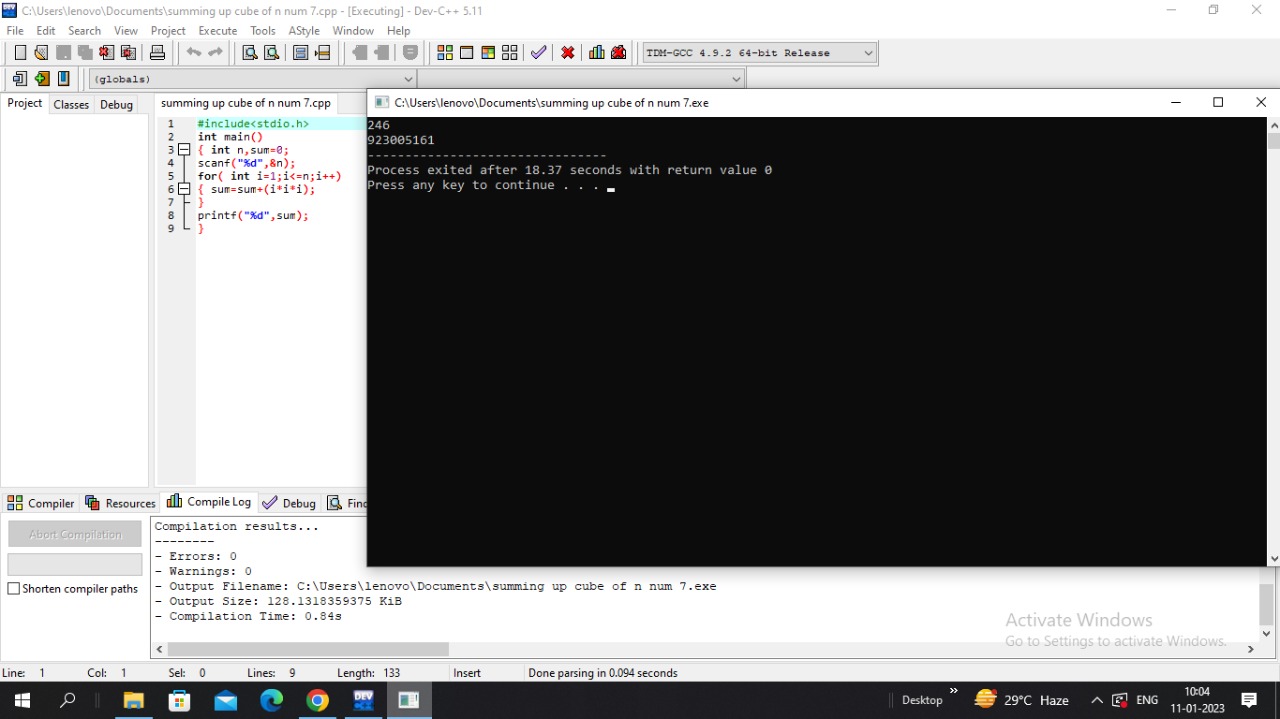 C:\Users\lenovo\Documents\summing up cube of n num 7.cpp - [Executing] - Dev-C++ 5.11
File Edit Search View Project Execute Tools AStyle Window Help
TDM-GCC 4.9.2 64-bit Release
(globals)
Project Classes Debug summing up cube of n num 7.cpp
C:\Users\lenovo\Documents\summing up cube of n num 7.exe
1 #include<stdio.h>
2 int main()
3 { int n,sum=0;
4 scanf("%d",&n);
5 for( int i=1;i<=n;i++)
6 { sum=sum+(i*i*i);
7 }
8 printf("%d",sum);
9 }
246
923005161
--------------------------------
Process exited after 18.37 seconds with return value 0
Press any key to continue . . .
Compiler Resources Compile Log Debug Fin
Abort Compilation
Shorten compiler paths
Compilation results...
--------
- Errors: 0
- Warnings: 0
- Output Filename: C:\Users\lenovo\Documents\summing up cube of n num 7.exe
- Output Size: 128.1318359375 KiB
- Compilation Time: 0.84s
Activate Windows
Go to Settings to activate Windows.
Line: 1 Col: 1 Sel: 0 Lines: 9 Length: 133 Insert Done parsing in 0.094 seconds
DEV
Desktop » 29°C Haze ENG 10:04
11-01-2023